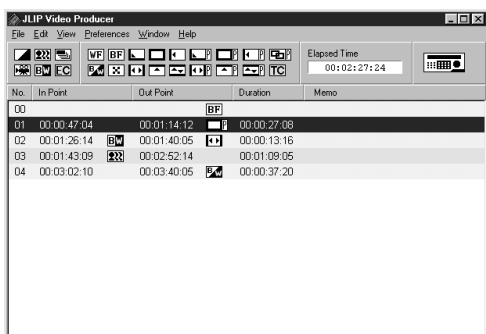 JLIP Video Producer
File Edit View Preferences Window Help
WF BF P P P P Elapsed Time
BW EC B/W P P TC 00:02:27:24
No. In Point Out Point Duration Memo
00 BF
01 00:00:47:04 00:01:14:12 P 00:00:27:08
02 00:01:26:14 BW 00:01:40:05 00:00:13:16
03 00:01:43:09 00:02:52:14 00:01:09:05
04 00:03:02:10 00:03:40:05 B/W 00:00:37:20